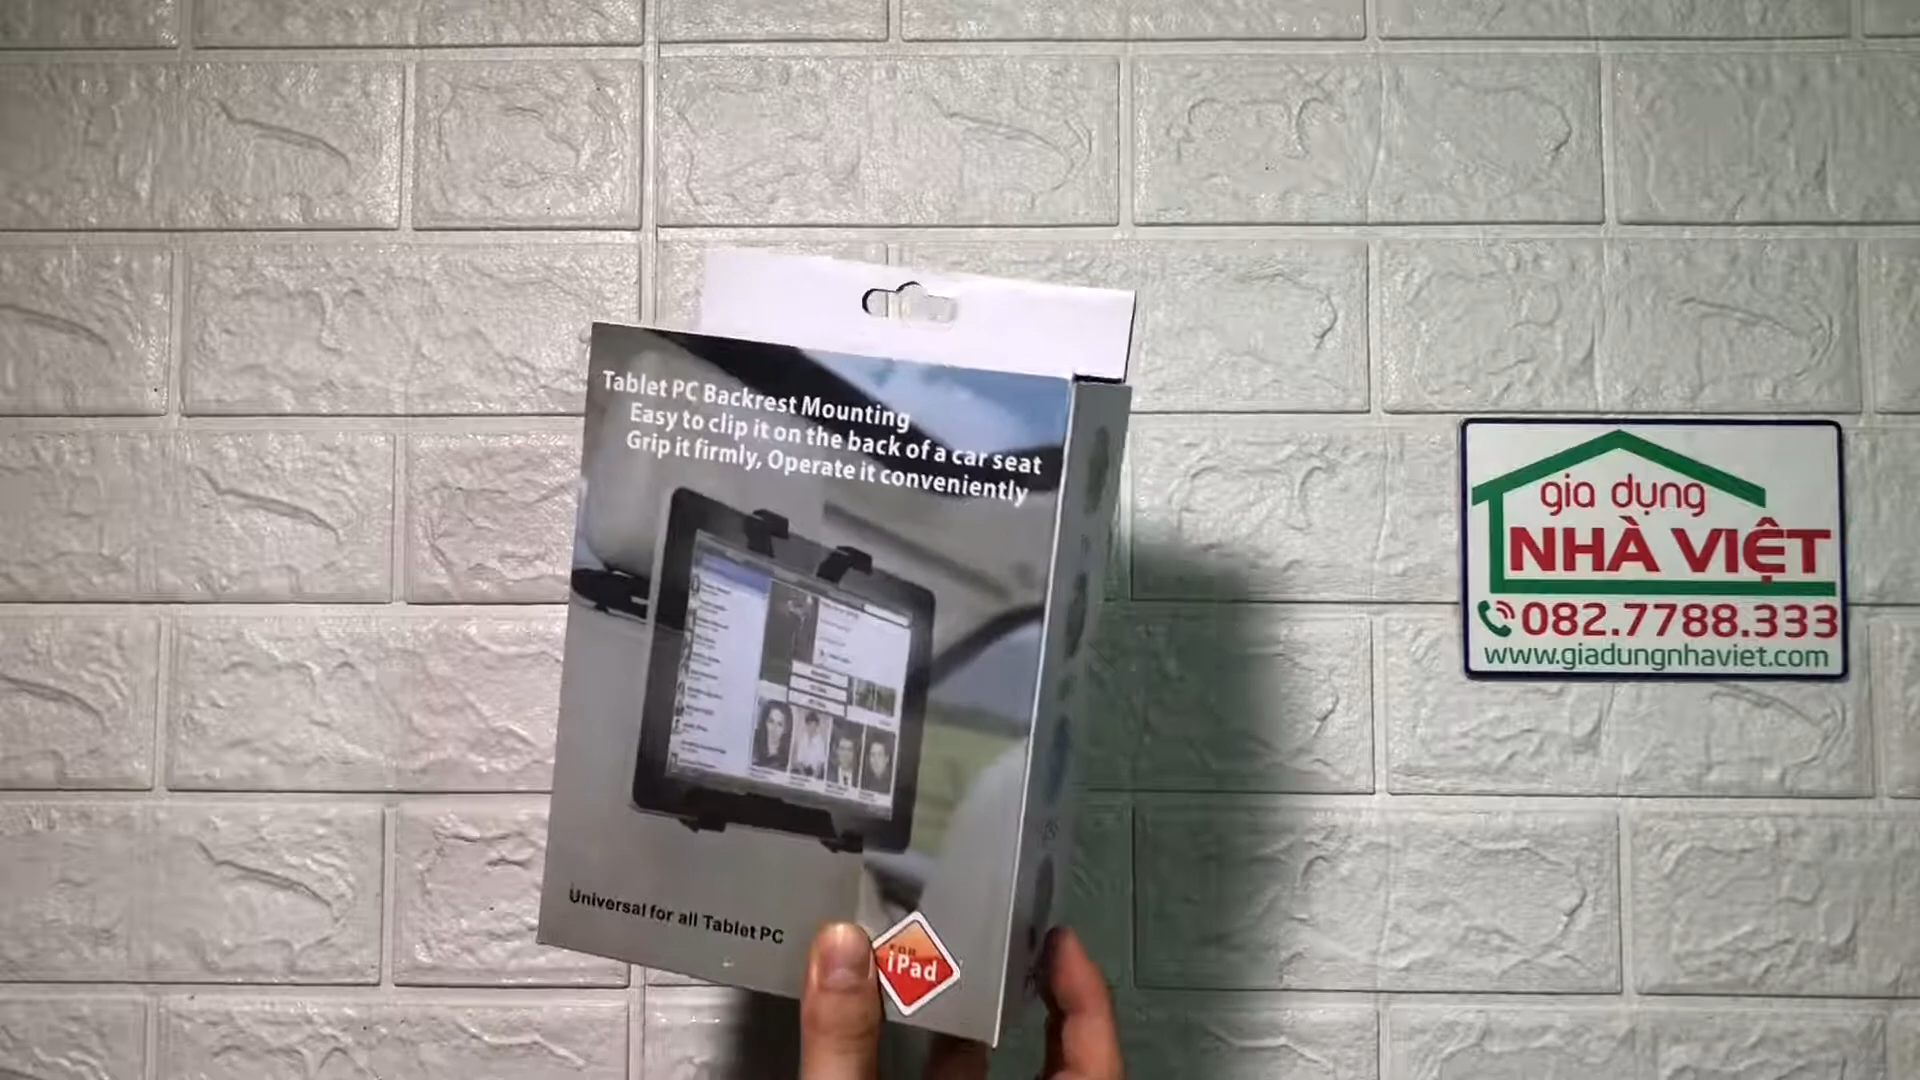 Tablet PC Backrest Mounting
Easy to clip it on the back of a car seat
Grip it firmly, Operate it conveniently
Universal for all Tablet PC
FOR
iPad
gia dụng
NHÀ VIỆT
082.7788.333
www.giadungnhaviet.com